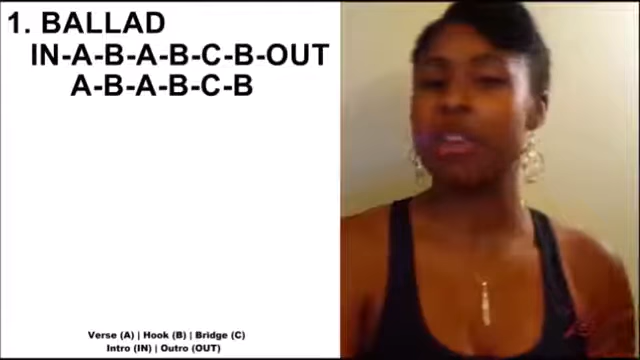 1. BALLAD
IN-A-B-A-B-C-B-OUT
A-B-A-B-C-B
Verse (A) | Hook (B) | Bridge (C)
Intro (IN) | Outro (OUT)